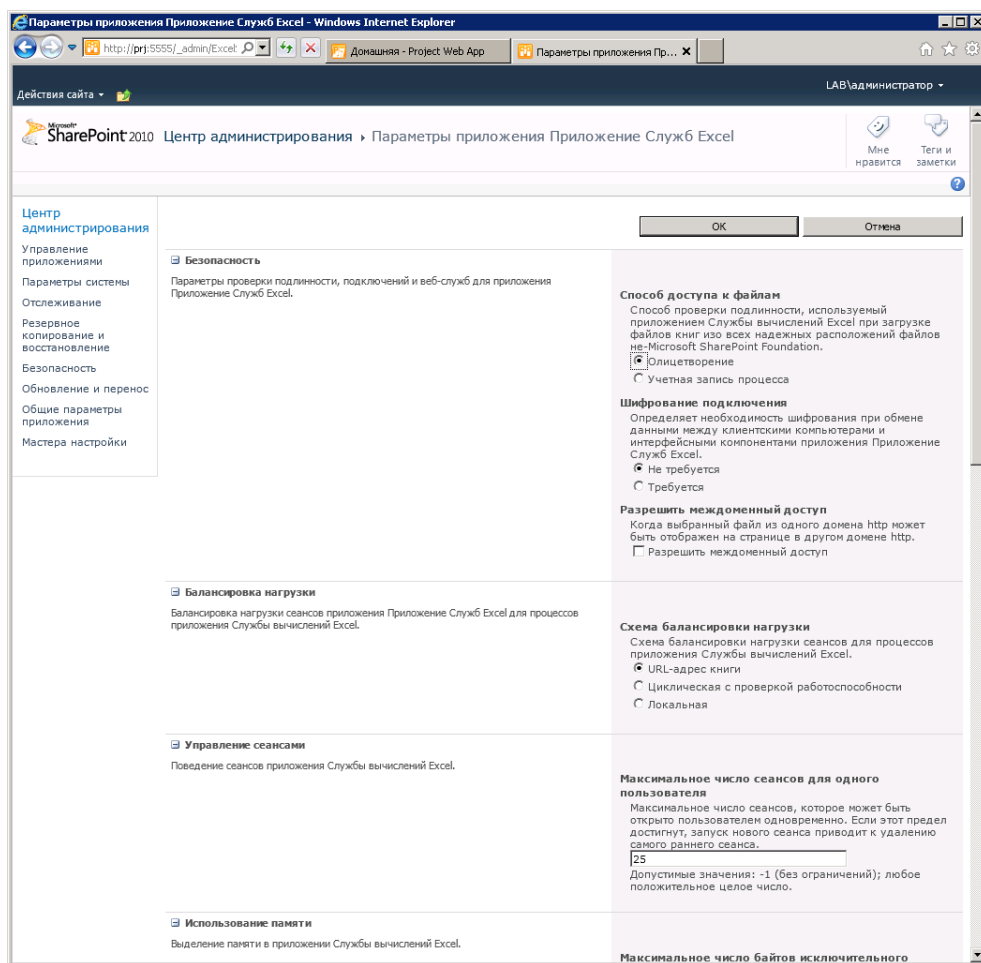 Параметры приложения Приложение Служб Excel - Windows Internet Explorer
http://prj:5555/_admin/Excel:
Домашняя - Project Web App
Параметры приложения Пр...
Действия сайта
LAB\администратор
Microsoft
SharePoint 2010
Центр администрирования
Параметры приложения Приложение Служб Excel
Мне
нравится
Теги и
заметки
Центр
администрирования
Управление
приложениями
Параметры системы
Отслеживание
Резервное
копирование и
восстановление
Безопасность
Обновление и перенос
Общие параметры
приложения
Мастера настройки
OK
Отмена
Безопасность
Параметры проверки подлинности, подключений и веб-служб для приложения
Приложение Служб Excel.
Способ доступа к файлам
Способ проверки подлинности, используемый
приложением Службы вычислений Excel при загрузке
файлов книг изо всех надежных расположений файлов
не-Microsoft SharePoint Foundation.
Олицетворение
Учетная запись процесса
Шифрование подключения
Определяет необходимость шифрования при обмене
данными между клиентскими компьютерами и
интерфейсными компонентами приложения Приложение
Служб Excel.
Не требуется
Требуется
Разрешить междоменный доступ
Когда выбранный файл из одного домена http может
быть отображен на странице в другом домене http.
Разрешить междоменный доступ
Балансировка нагрузки
Балансировка нагрузки сеансов приложения Приложение Служб Excel для процессов
приложения Службы вычислений Excel.
Схема балансировки нагрузки
Схема балансировки нагрузки сеансов для процессов
приложения Службы вычислений Excel.
URL-адрес книги
Циклическая с проверкой работоспособности
Локальная
Управление сеансами
Поведение сеансов приложения Службы вычислений Excel.
Максимальное число сеансов для одного
пользователя
Максимальное число сеансов, которое может быть
открыто пользователем одновременно. Если этот предел
достигнут, запуск нового сеанса приводит к удалению
самого раннего сеанса.
25
Допустимые значения: -1 (без ограничений); любое
положительное целое число.
Использование памяти
Выделение памяти в приложении Службы вычислений Excel.
Максимальное число байтов исключительного